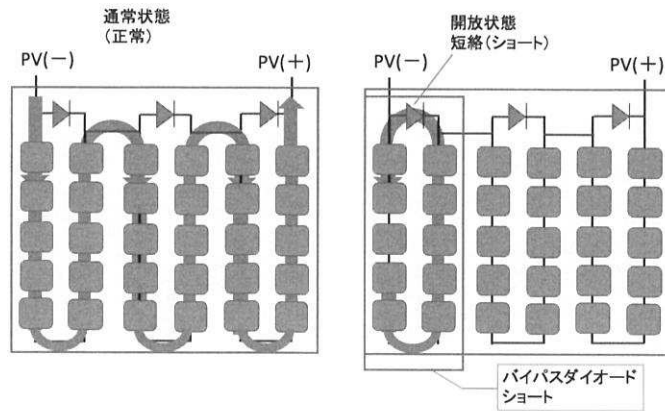 通常状態
(正常)
PV(－)
PV(＋)
開放状態
短絡(ショート)
PV(－)
PV(＋)
バイパスダイオード
ショート